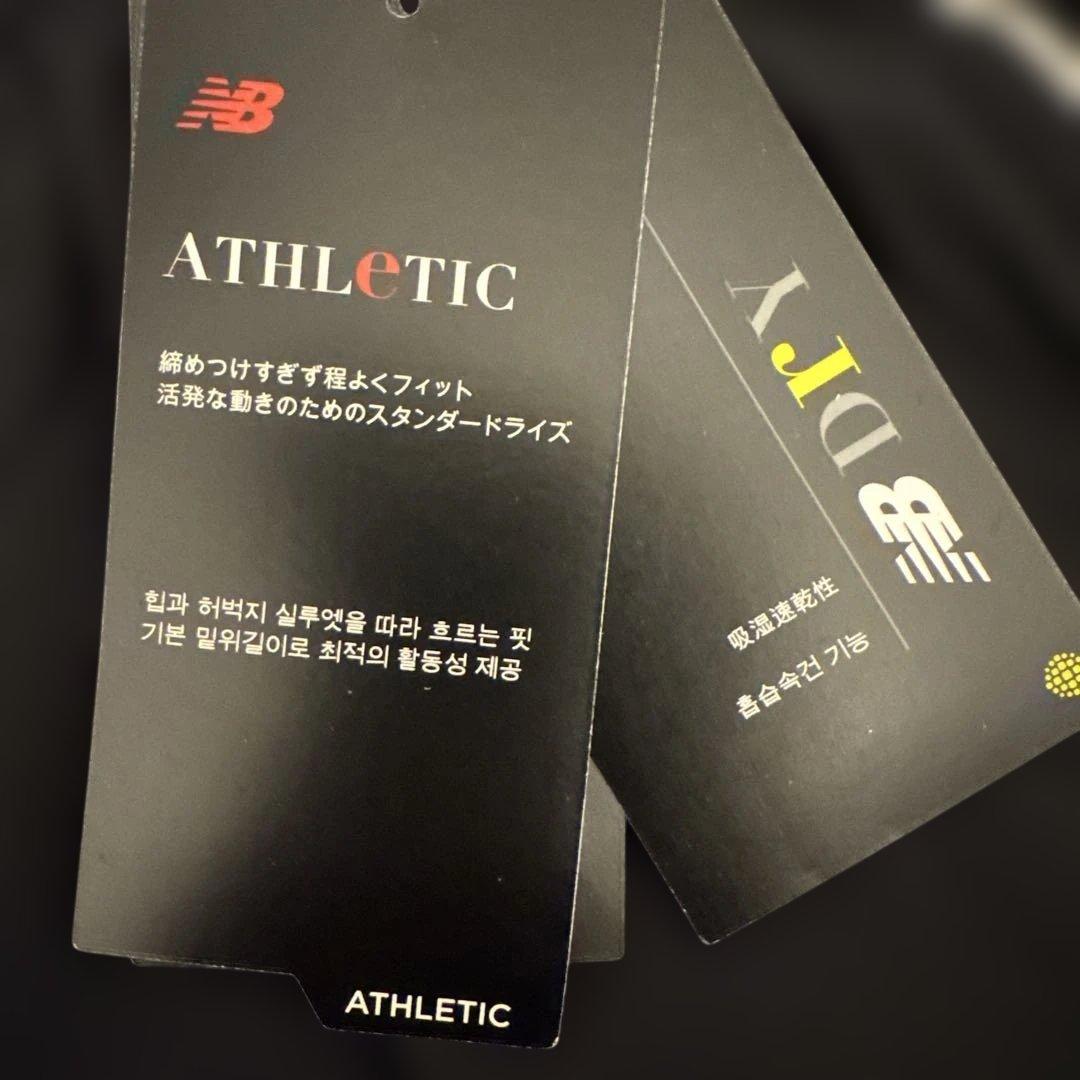 NB
ATHLeTIC
締めつけすぎず程よくフィット
活発な動きのためのスタンダードライズ
힙과 허벅지 실루엣을 따라 흐르는 핏
기본 밑위길이로 최적의 활동성 제공
ATHLETIC
NB DrY
吸湿速乾性
흡습속건 기능